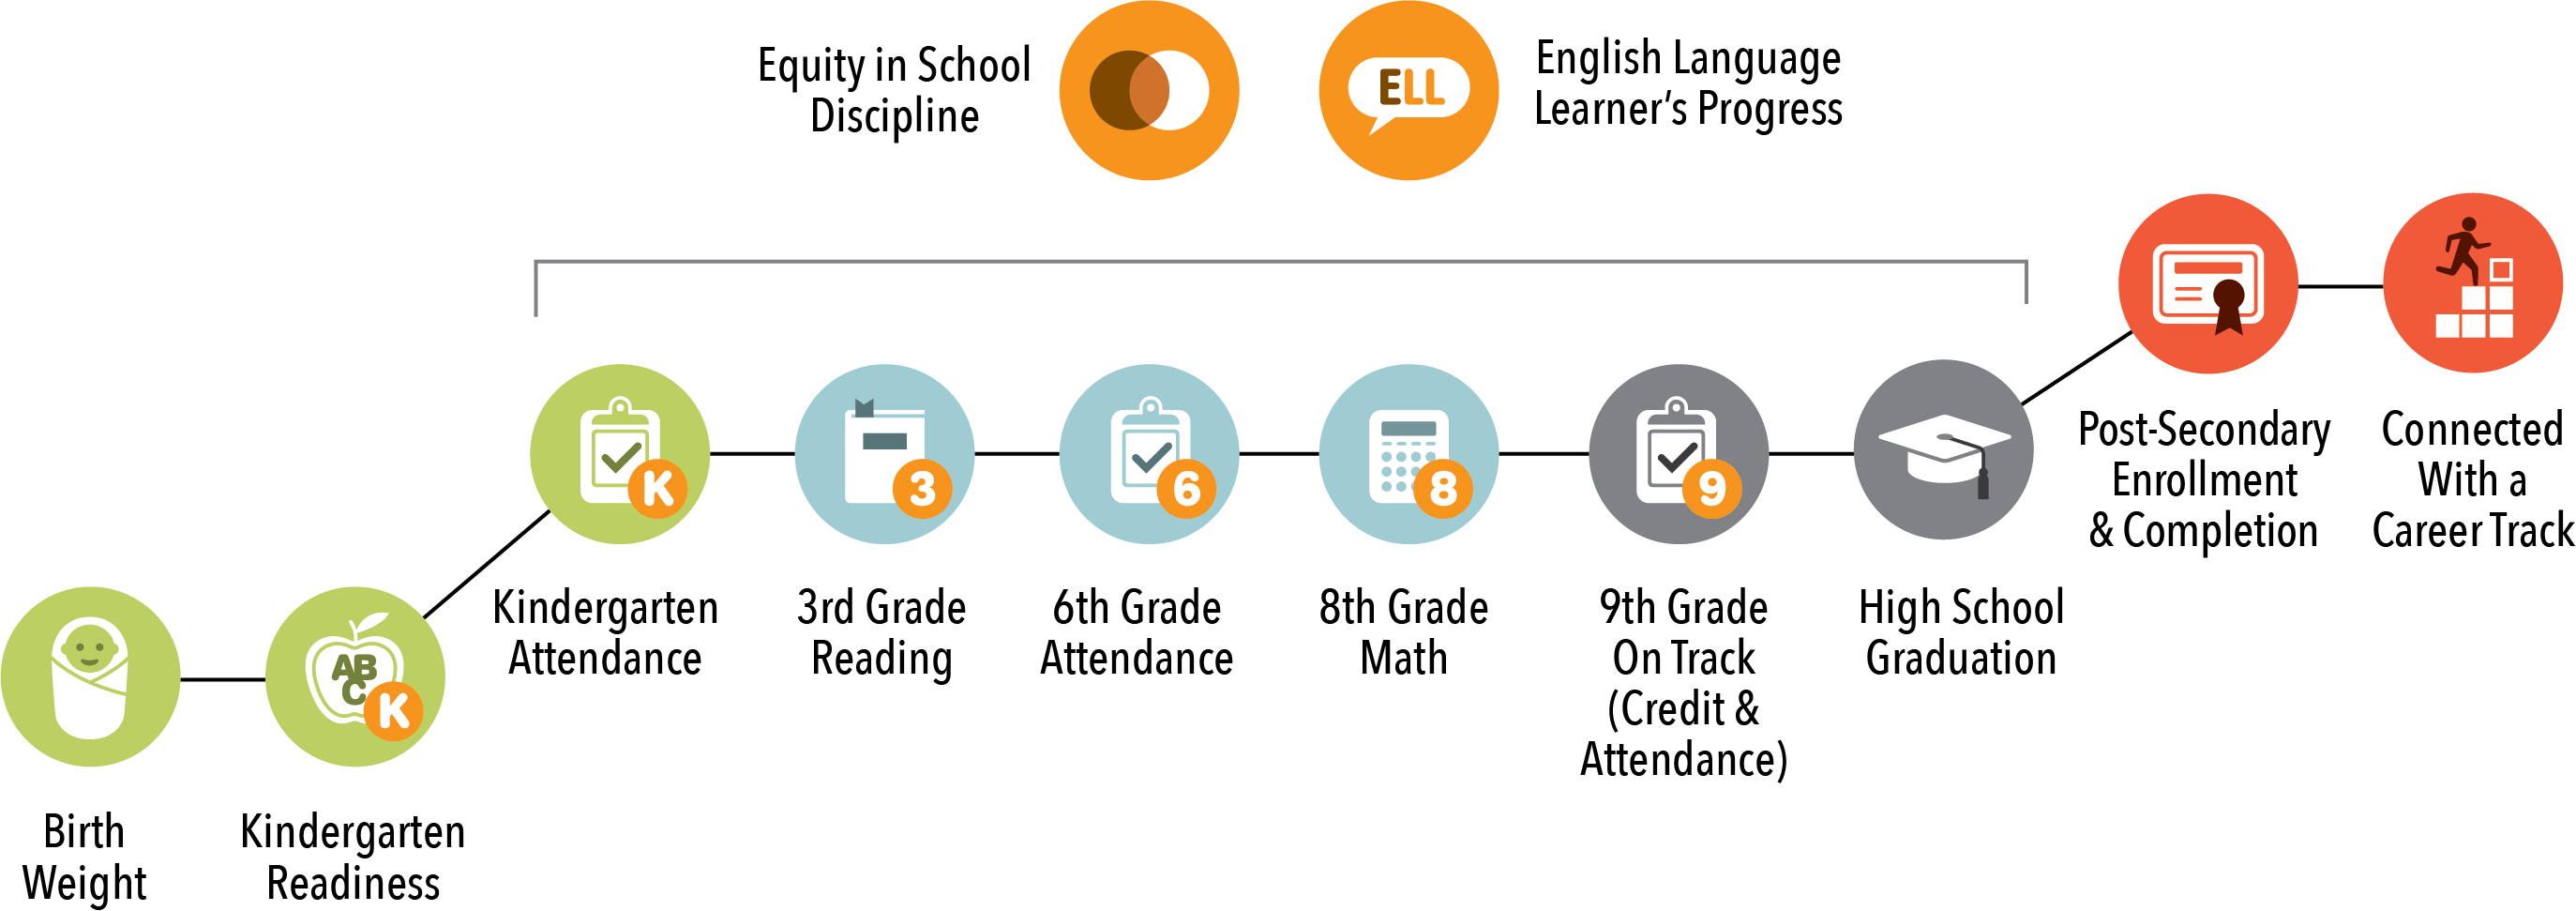 Equity in School
Discipline
ELL
English Language
Learner's Progress
K
3
6
8
9
ABC
K
Post-Secondary
Enrollment
& Completion
Connected
With a
Career Track
Kindergarten
Attendance
3rd Grade
Reading
6th Grade
Attendance
8th Grade
Math
9th Grade
On Track
(Credit &
Attendance)
High School
Graduation
Birth
Weight
Kindergarten
Readiness